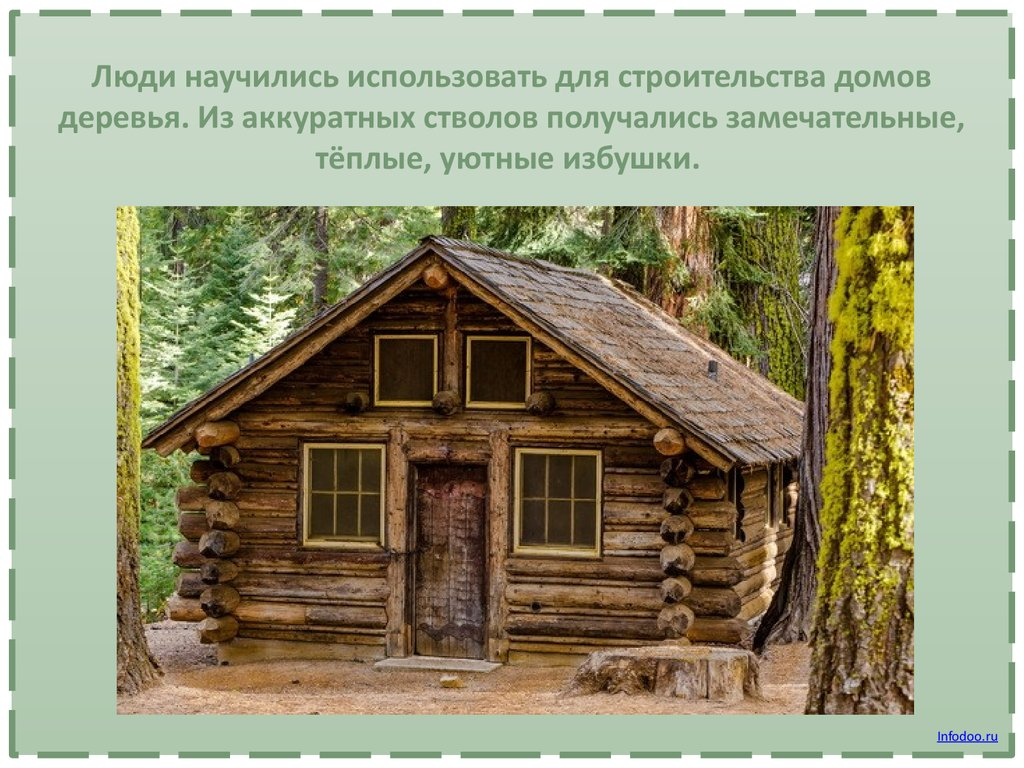 Люди научились использовать для строительства домов
деревья. Из аккуратных стволов получались замечательные,
тёплые, уютные избушки.
Infodoo.ru